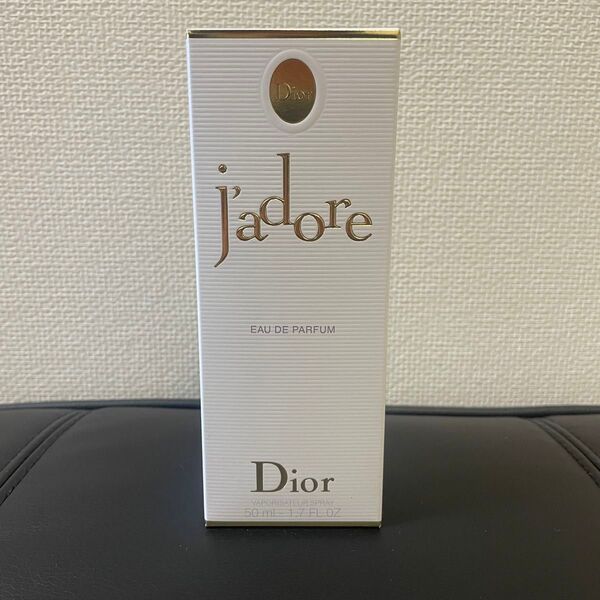 Dior
j'adore
EAU DE PARFUM
Dior
VAPORISATEUR SPRAY
50 ml - 1.7 FL.OZ